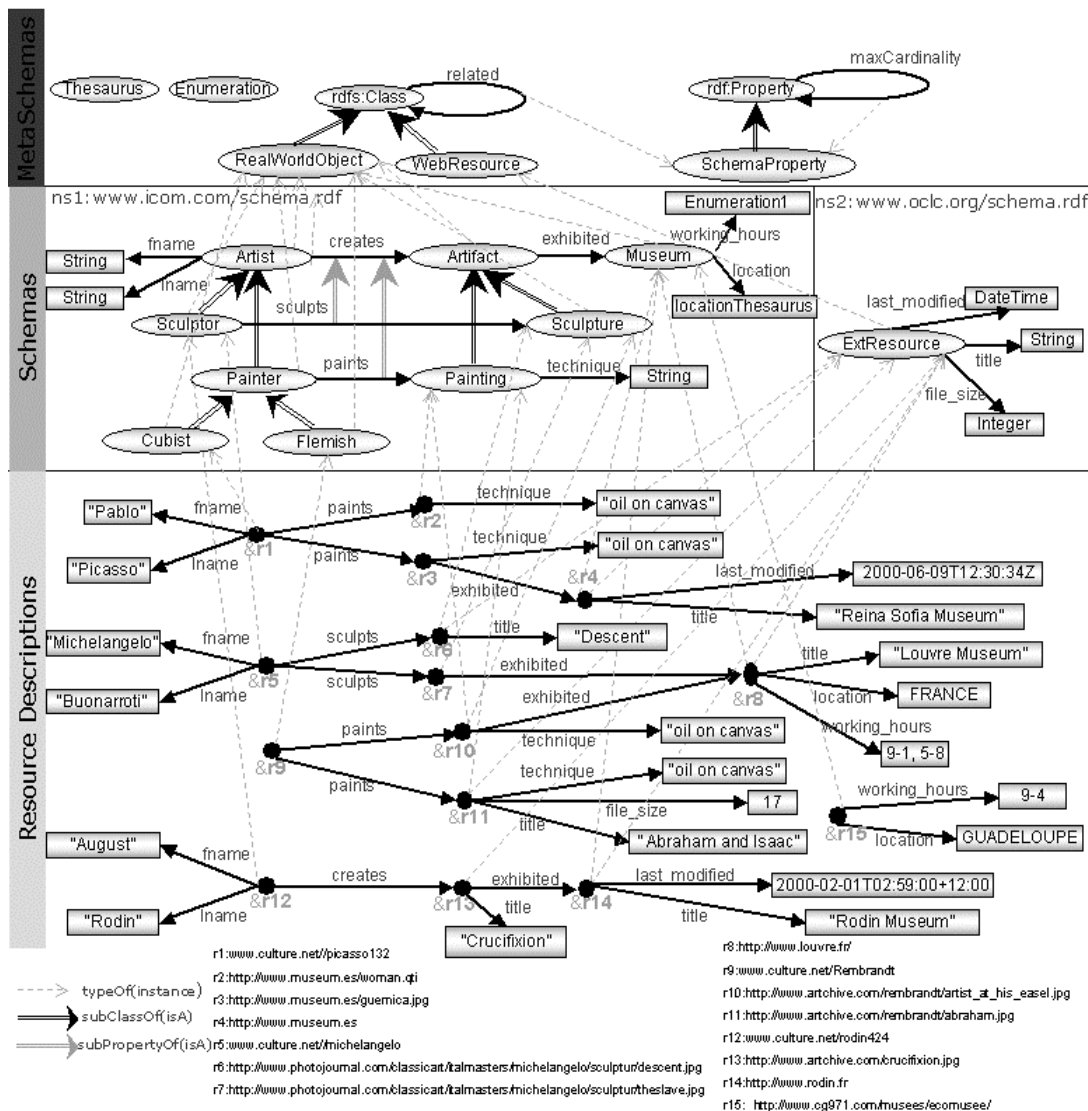 MetaSchemas
Thesaurus
Enumeration
rdfs:Class
related
rdf:Property
maxCardinality
RealWorldObject
WebResource
SchemaProperty
Schemas
ns1: www.icom.com/schema.rdf
ns2: www.oclc.org/schema.rdf
Enumeration1
String
fname
Artist
creates
Artifact
exhibited
Museum
working_hours
String
lname
location
locationThesaurus
Sculptor
sculpts
Sculpture
last_modified
DateTime
ExtResource
title
String
Painter
paints
Painting
technique
String
file_size
Integer
Cubist
Flemish
Resource Descriptions
"Pablo"
fname
paints
&r2
technique
"oil on canvas"
"Picasso"
lname
&r1
paints
&r3
technique
"oil on canvas"
exhibited
&r4
last_modified
2000-06-09T12:30:34Z
title
"Reina Sofia Museum"
"Michelangelo"
fname
sculpts
&r6
title
"Descent"
"Buonarroti"
lname
&r5
sculpts
&r7
exhibited
&r8
title
"Louvre Museum"
location
FRANCE
working_hours
9-1, 5-8
&r9
paints
&r10
exhibited
technique
"oil on canvas"
paints
&r11
technique
"oil on canvas"
file_size
17
title
"Abraham and Isaac"
&r15
working_hours
9-4
location
GUADELOUPE
"August"
fname
"Rodin"
lname
&r12
creates
&r13
exhibited
&r14
last_modified
2000-02-01T02:59:00+12:00
title
"Crucifixion"
title
"Rodin Museum"
typeOf(instance)
subClassOf(isA)
subPropertyOf(isA)
r1:www.culture.net//picasso132
r2:http://www.museum.es/woman.qti
r3:http://www.museum.es/guernica.jpg
r4:http://www.museum.es
r5:www.culture.net//michelangelo
r6:http://www.photojournal.com/classicart/italmasters/michelangelo/sculptur/descent.jpg
r7:http://www.photojournal.com/classicart/italmasters/michelangelo/sculptur/theslave.jpg
r8:http://www.louvre.fr/
r9:www.culture.net/Rembrandt
r10:http://www.artchive.com/rembrandt/artist_at_his_easel.jpg
r11:http://www.artchive.com/rembrandt/abraham.jpg
r12:www.culture.net/rodin424
r13:http://www.artchive.com/crucifixion.jpg
r14:http://www.rodin.fr
r15: http://www.cg971.com/musees/ecomusee/